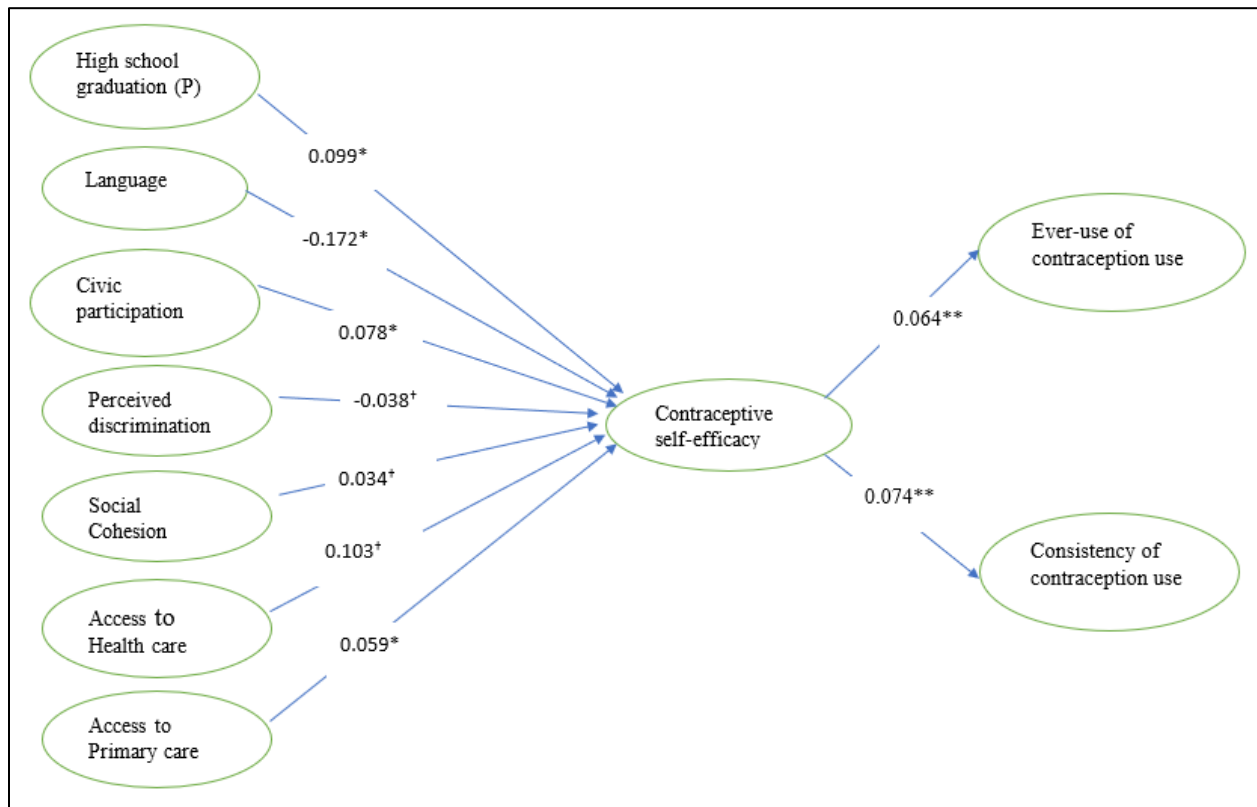 High school
graduation (P)
0.099*
Language
-0.172*
Civic
participation
0.078*
Perceived
discrimination
-0.038†
Social
Cohesion
0.034†
Access to
Health care
0.103†
Access to
Primary care
0.059*
Contraceptive
self-efficacy
Ever-use of
contraception use
0.064**
0.074**
Consistency of
contraception use